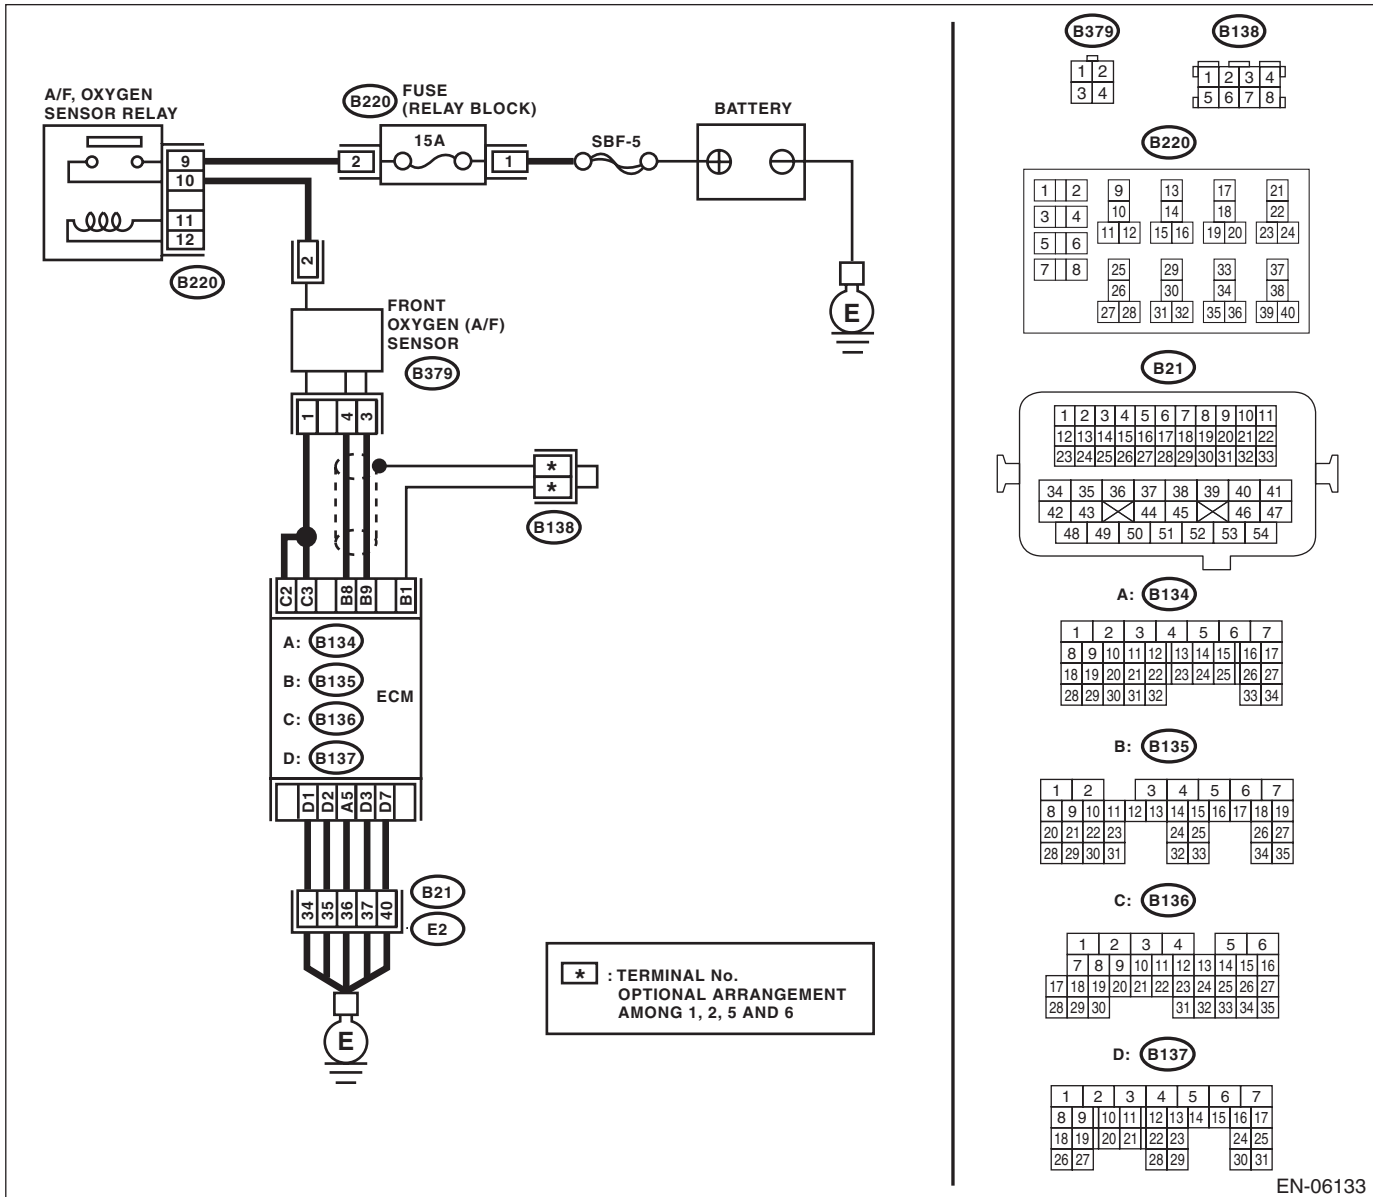 A/F, OXYGEN
SENSOR RELAY
9
10
11
12
B220
B220
FUSE
(RELAY BLOCK)
15A
2
1
SBF-5
BATTERY
E
2
FRONT
OXYGEN (A/F)
SENSOR
B379
1 4 3
*
*
B138
C2 C3 B8 B9 B1
A: B134
B: B135
C: B136
D: B137
ECM
D1 D2 A5 D3 D7
34 35 36 37 40
B21
E2
E
* : TERMINAL No.
OPTIONAL ARRANGEMENT
AMONG 1, 2, 5 AND 6
B379
1 2
3 4
B138
1 2 3 4
5 6 7 8
B220
1 2 9 13 17 21
3 4 10 14 18 22
5 6 11 12 15 16 19 20 23 24
7 8 25 29 33 37
26 30 34 38
27 28 31 32 35 36 39 40
B21
1 2 3 4 5 6 7 8 9 10 11
12 13 14 15 16 17 18 19 20 21 22
23 24 25 26 27 28 29 30 31 32 33
34 35 36 37 38 39 40 41
42 43 44 45 46 47
48 49 50 51 52 53 54
A: B134
1 2 3 4 5 6 7
8 9 10 11 12 13 14 15 16 17
18 19 20 21 22 23 24 25 26 27
28 29 30 31 32 33 34
B: B135
1 2 3 4 5 6 7
8 9 10 11 12 13 14 15 16 17 18 19
20 21 22 23 24 25 26 27
28 29 30 31 32 33 34 35
C: B136
1 2 3 4 5 6
7 8 9 10 11 12 13 14 15 16
17 18 19 20 21 22 23 24 25 26 27
28 29 30 31 32 33 34 35
D: B137
1 2 3 4 5 6 7
8 9 10 11 12 13 14 15 16 17
18 19 20 21 22 23 24 25
26 27 28 29 30 31
EN-06133